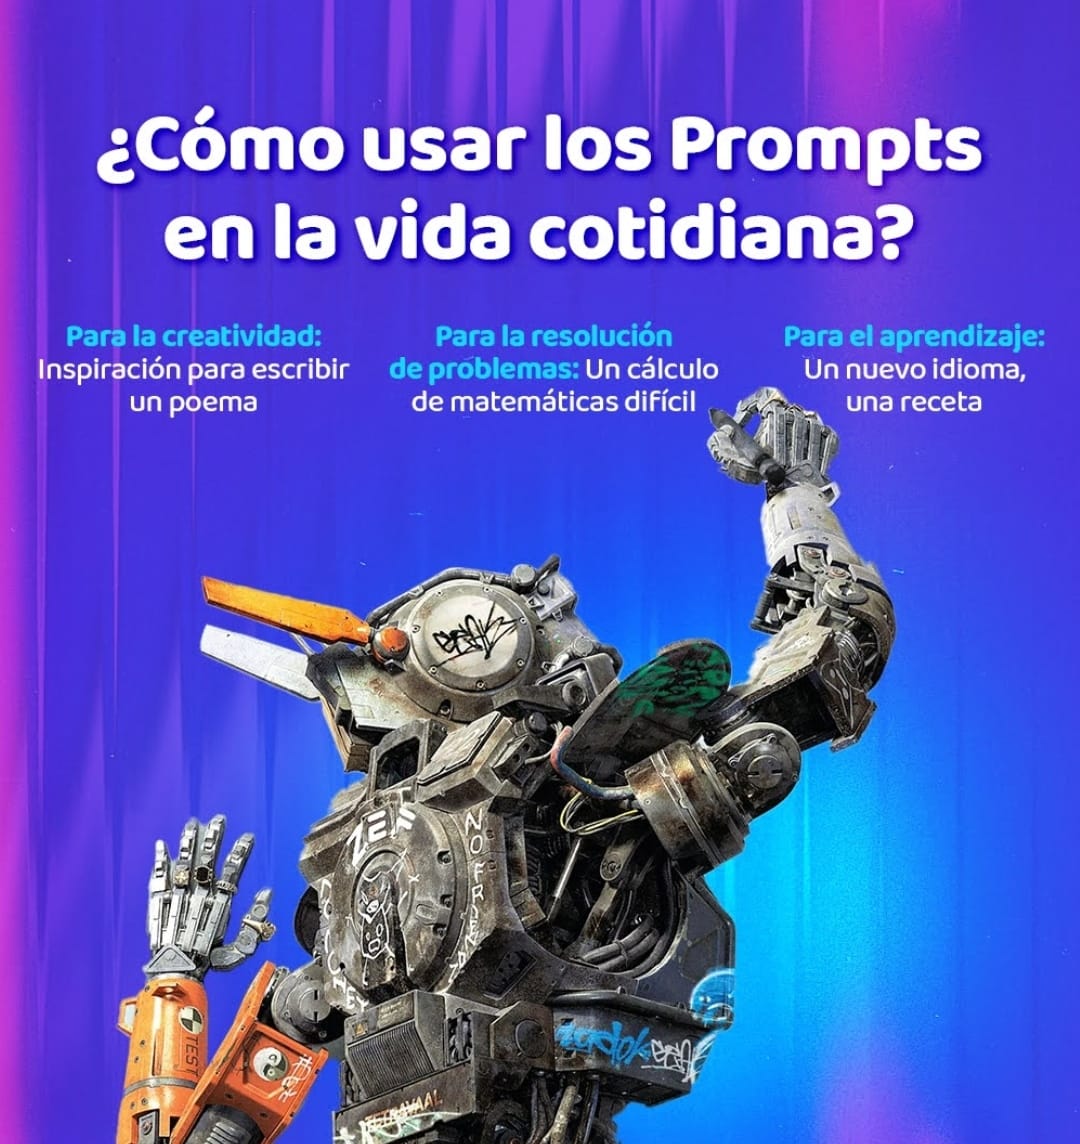 ¿Cómo usar los Prompts
en la vida cotidiana?
Para la creatividad:
Inspiración para escribir
un poema
Para la resolución
de problemas: Un cálculo
de matemáticas difícil
Para el aprendizaje:
Un nuevo idioma,
una receta
ZEF
TEST